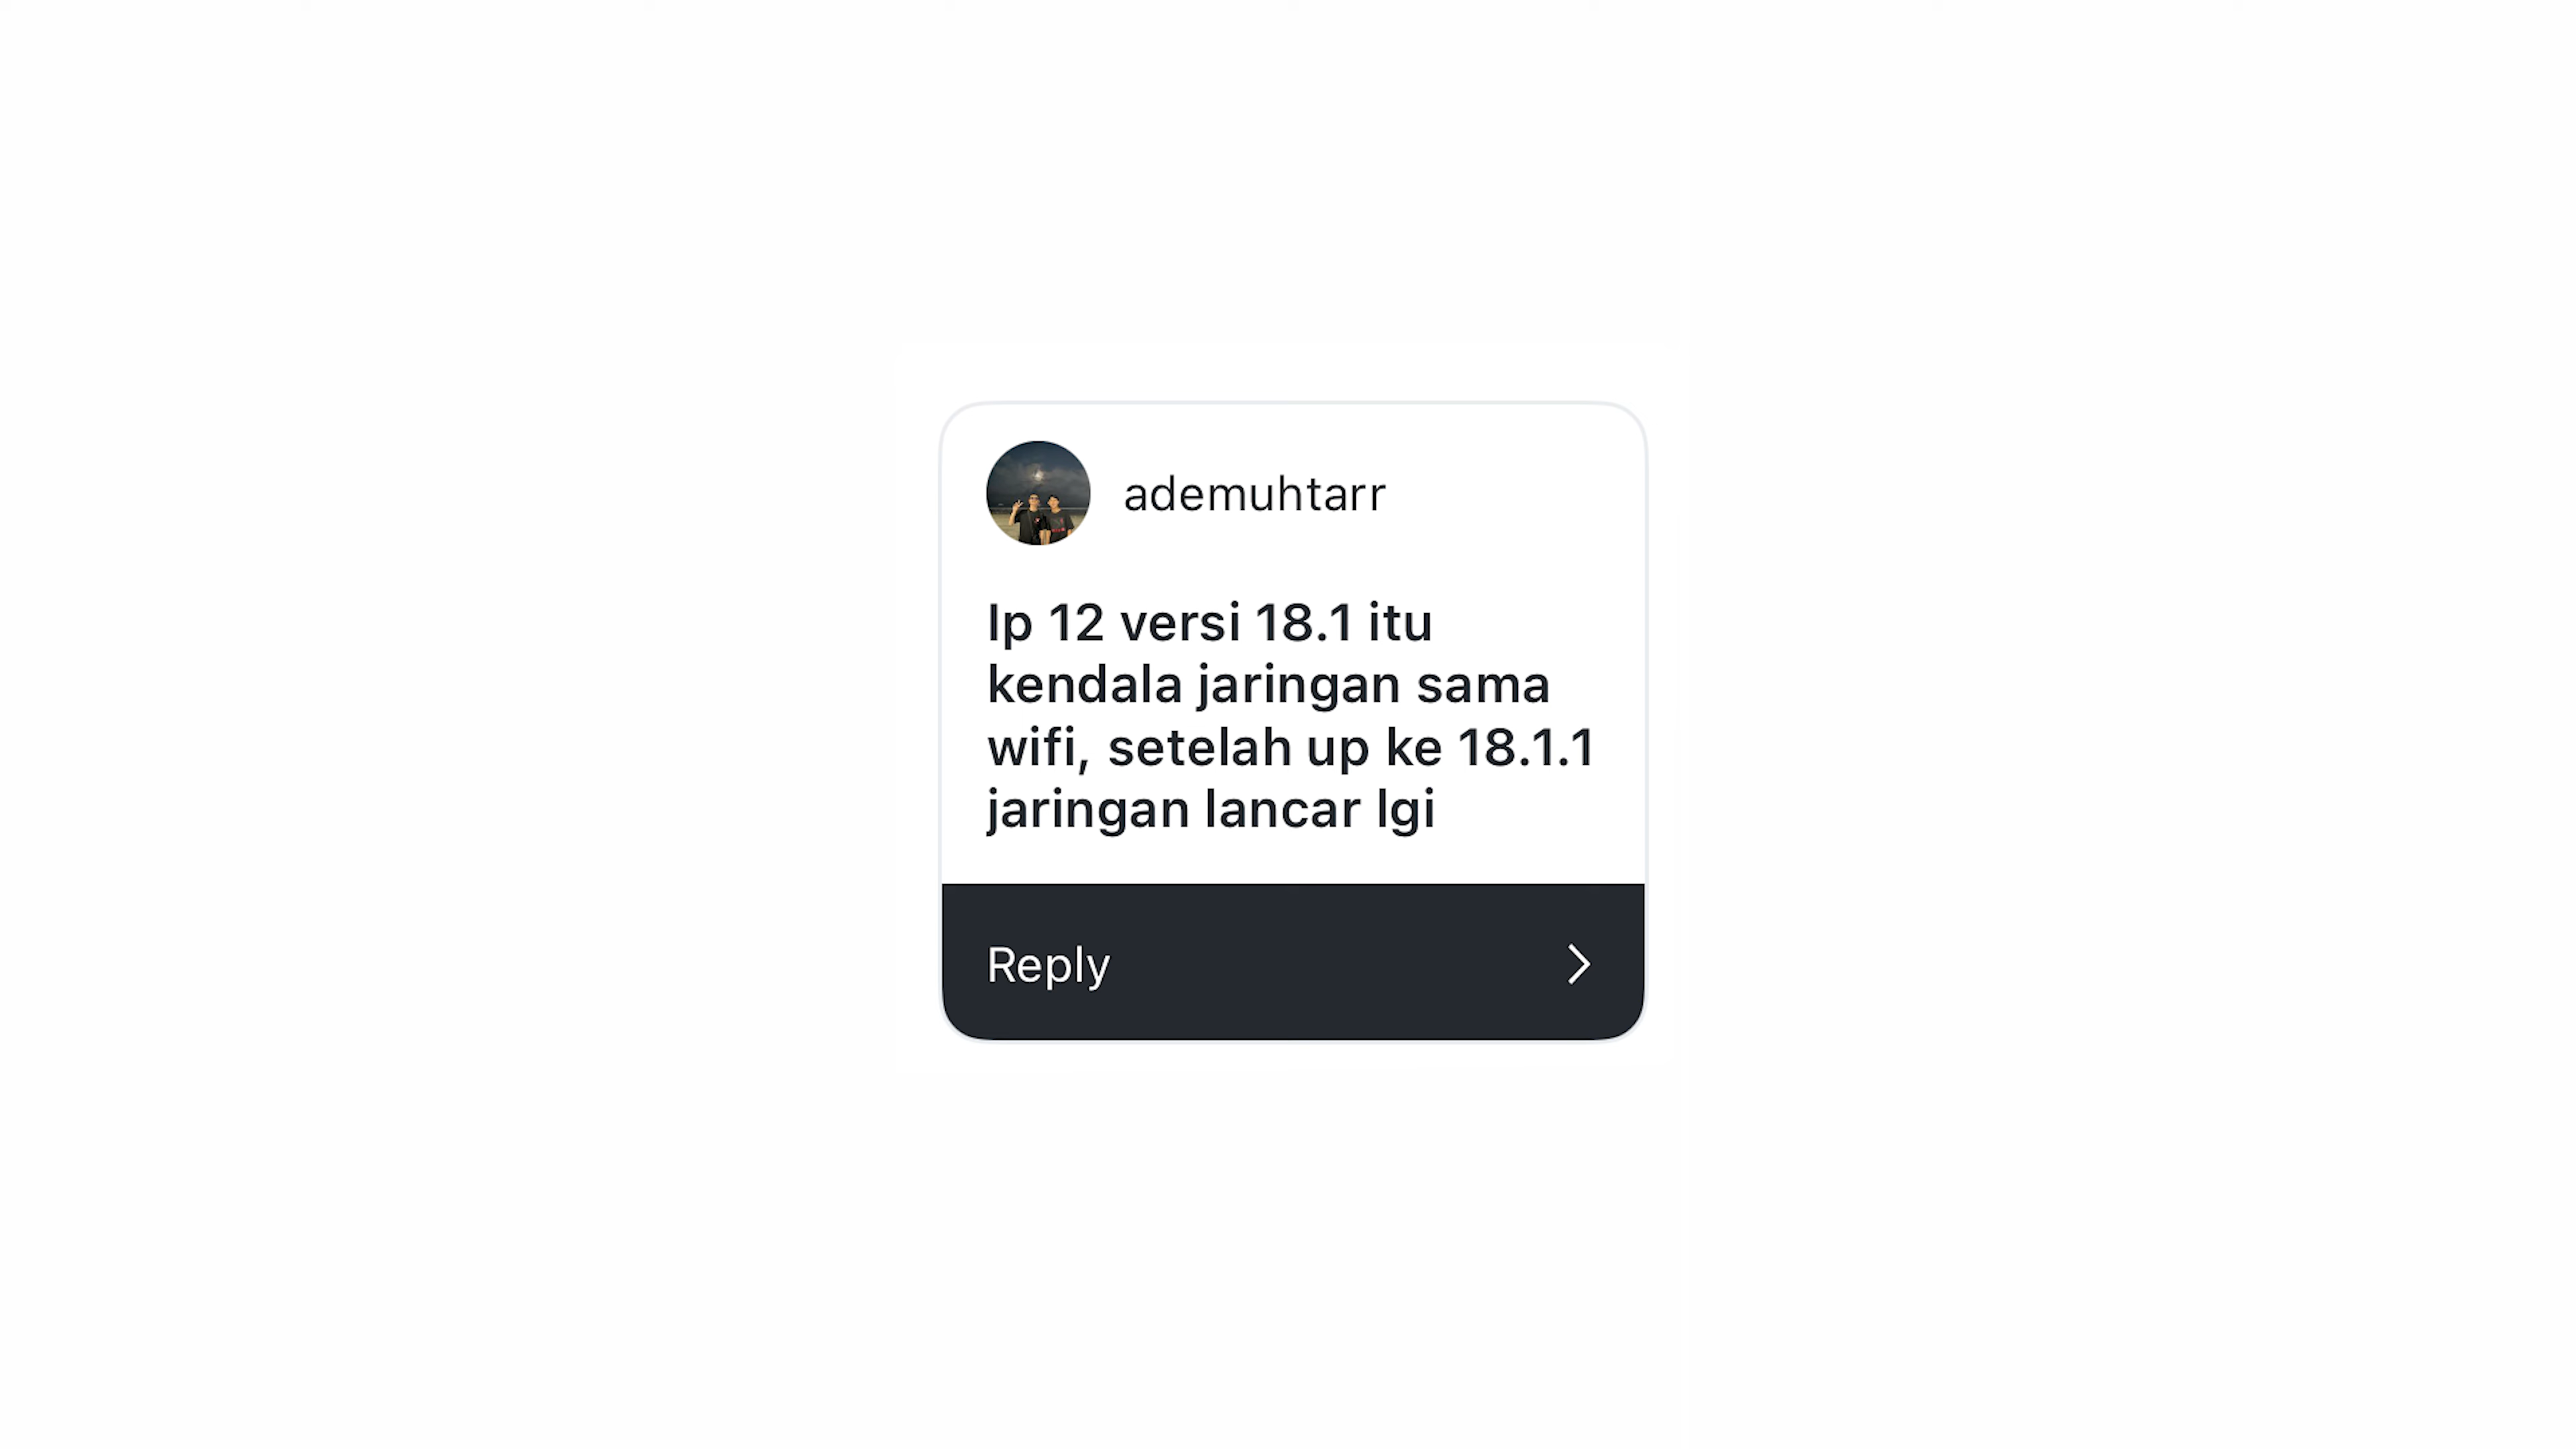 ademuhtarr
Ip 12 versi 18.1 itu
kendala jaringan sama
wifi, setelah up ke 18.1.1
jaringan lancar lgi
Reply